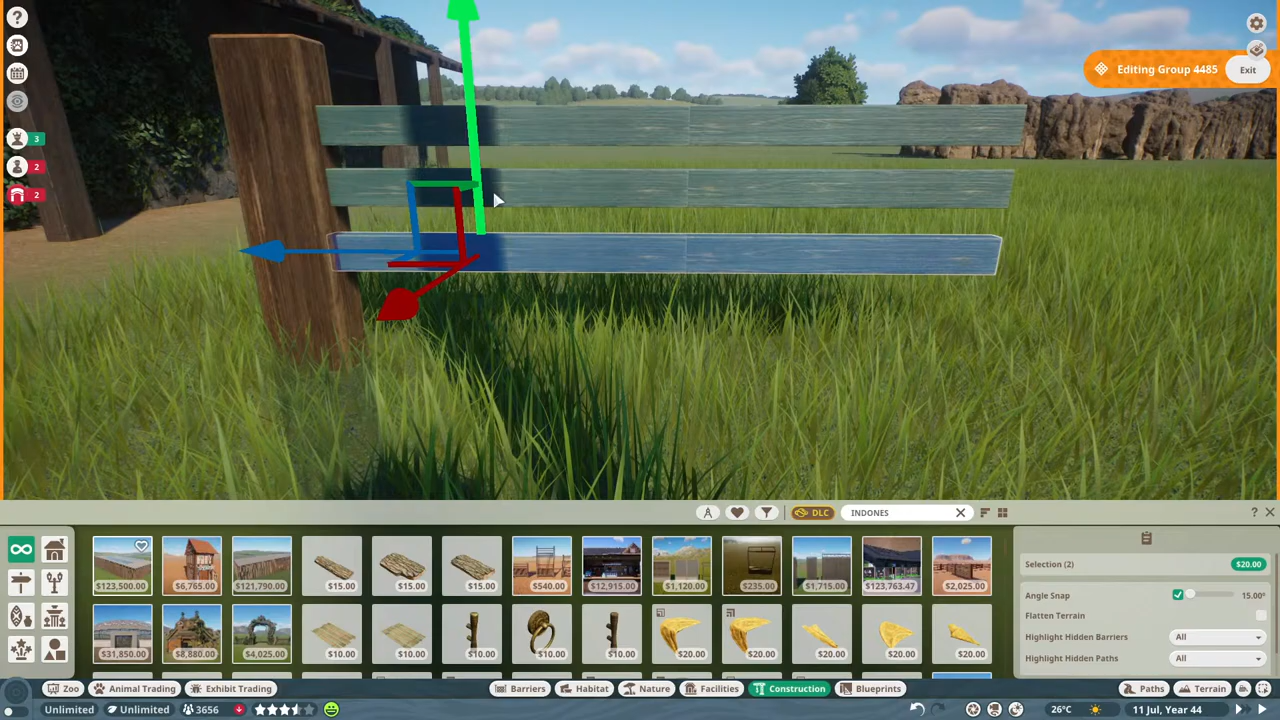 ?
Editing Group 4485
Exit
3
2
2
DLC
INDONES
?
$123,500.00
$6,765.00
$121,790.00
$15.00
$15.00
$15.00
$540.00
$12,915.00
$1,120.00
$235.00
$1,715.00
$123,763.47
$2,025.00
$31,850.00
$8,880.00
$4,025.00
$10.00
$10.00
$10.00
$10.00
$10.00
$20.00
$20.00
$20.00
$20.00
$20.00
Selection (2)
$20.00
Angle Snap
15.00°
Flatten Terrain
Highlight Hidden Barriers
All
Highlight Hidden Paths
All
Zoo
Animal Trading
Exhibit Trading
Barriers
Habitat
Nature
Facilities
Construction
Blueprints
Paths
Terrain
Unlimited
Unlimited
3656
26°C
11 Jul, Year 44